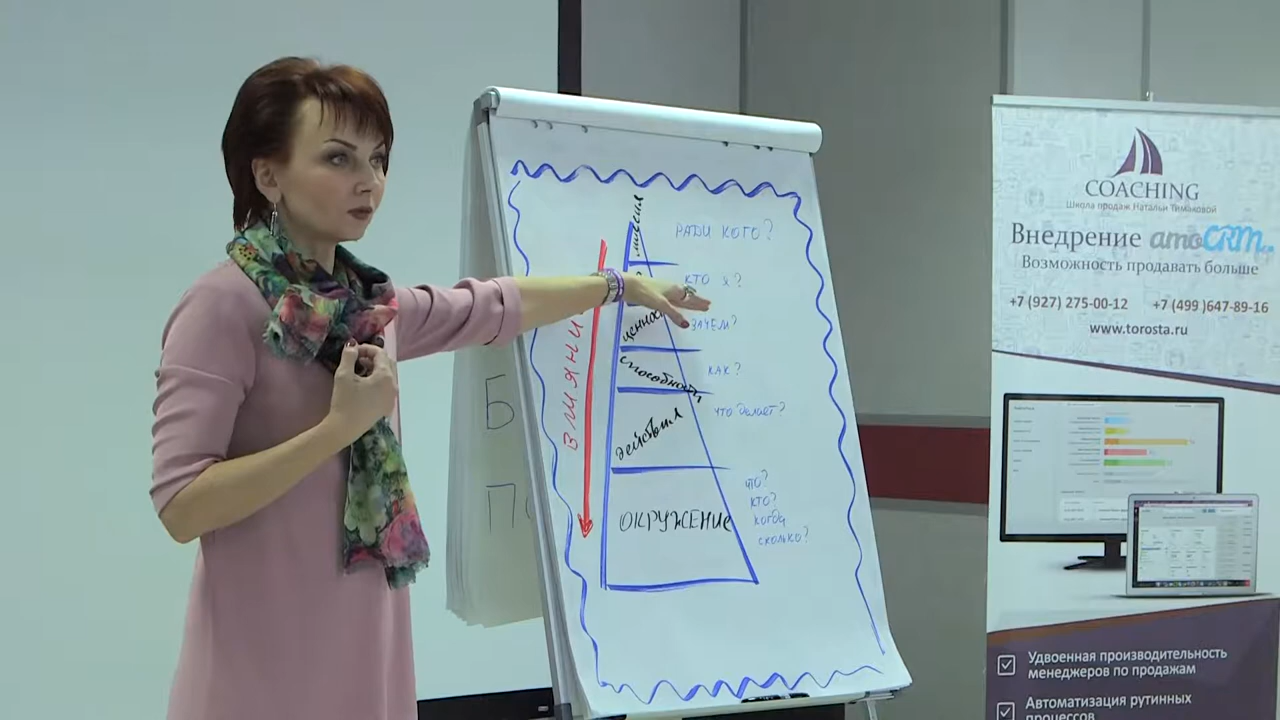 миссия
РАДИ КОГО?
КТО Я?
ЗАЧЕМ?
способности
КАК?
действия
что делает?
ОКРУЖЕНИЕ
что?
кто?
когда
сколько?
Б
COACHING
Школа продаж Натальи Тимаковой
Внедрение amoCRM.
Возможность продавать больше
+7 (927) 275-00-12 +7 (499 )647-89-16
www.torosta.ru
Удвоенная производительность
менеджеров по продажам
Автоматизация рутинных
процессов